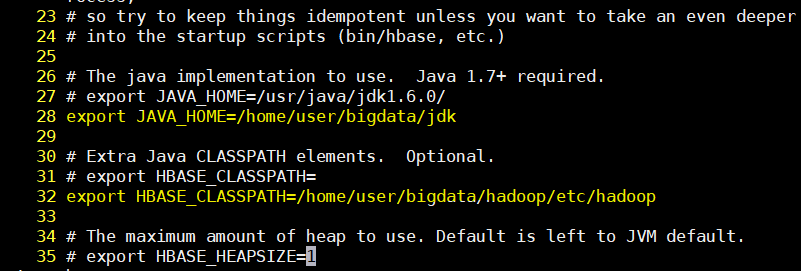 rocess,
23 # so try to keep things idempotent unless you want to take an even deeper
24 # into the startup scripts (bin/hbase, etc.)
25
26 # The java implementation to use.  Java 1.7+ required.
27 # export JAVA_HOME=/usr/java/jdk1.6.0/
28 export JAVA_HOME=/home/user/bigdata/jdk
29
30 # Extra Java CLASSPATH elements.  Optional.
31 # export HBASE_CLASSPATH=
32 export HBASE_CLASSPATH=/home/user/bigdata/hadoop/etc/hadoop
33
34 # The maximum amount of heap to use. Default is left to JVM default.
35 # export HBASE_HEAPSIZE=1